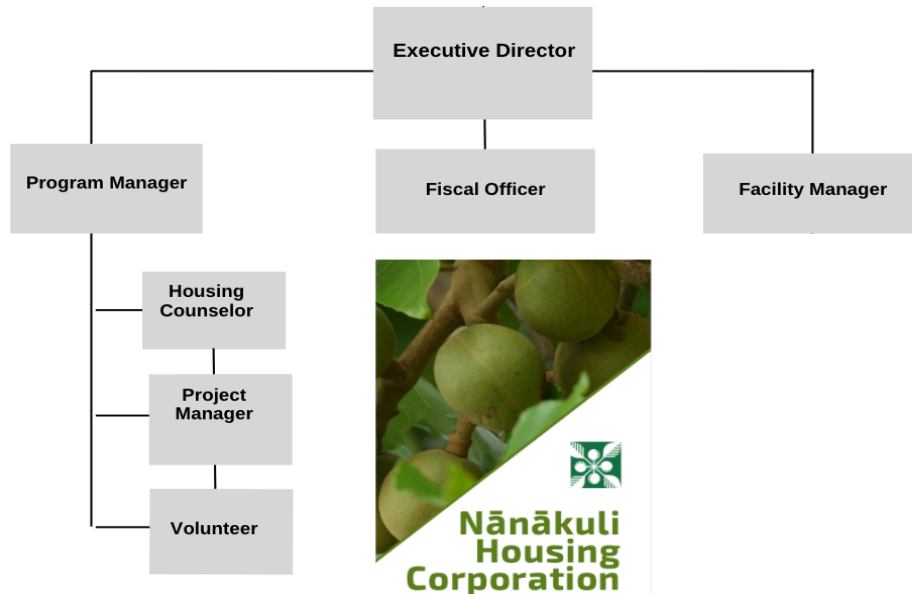 Executive Director
Program Manager
Fiscal Officer
Facility Manager
Housing
Counselor
Project
Manager
Volunteer
Nānākuli
Housing
Corporation